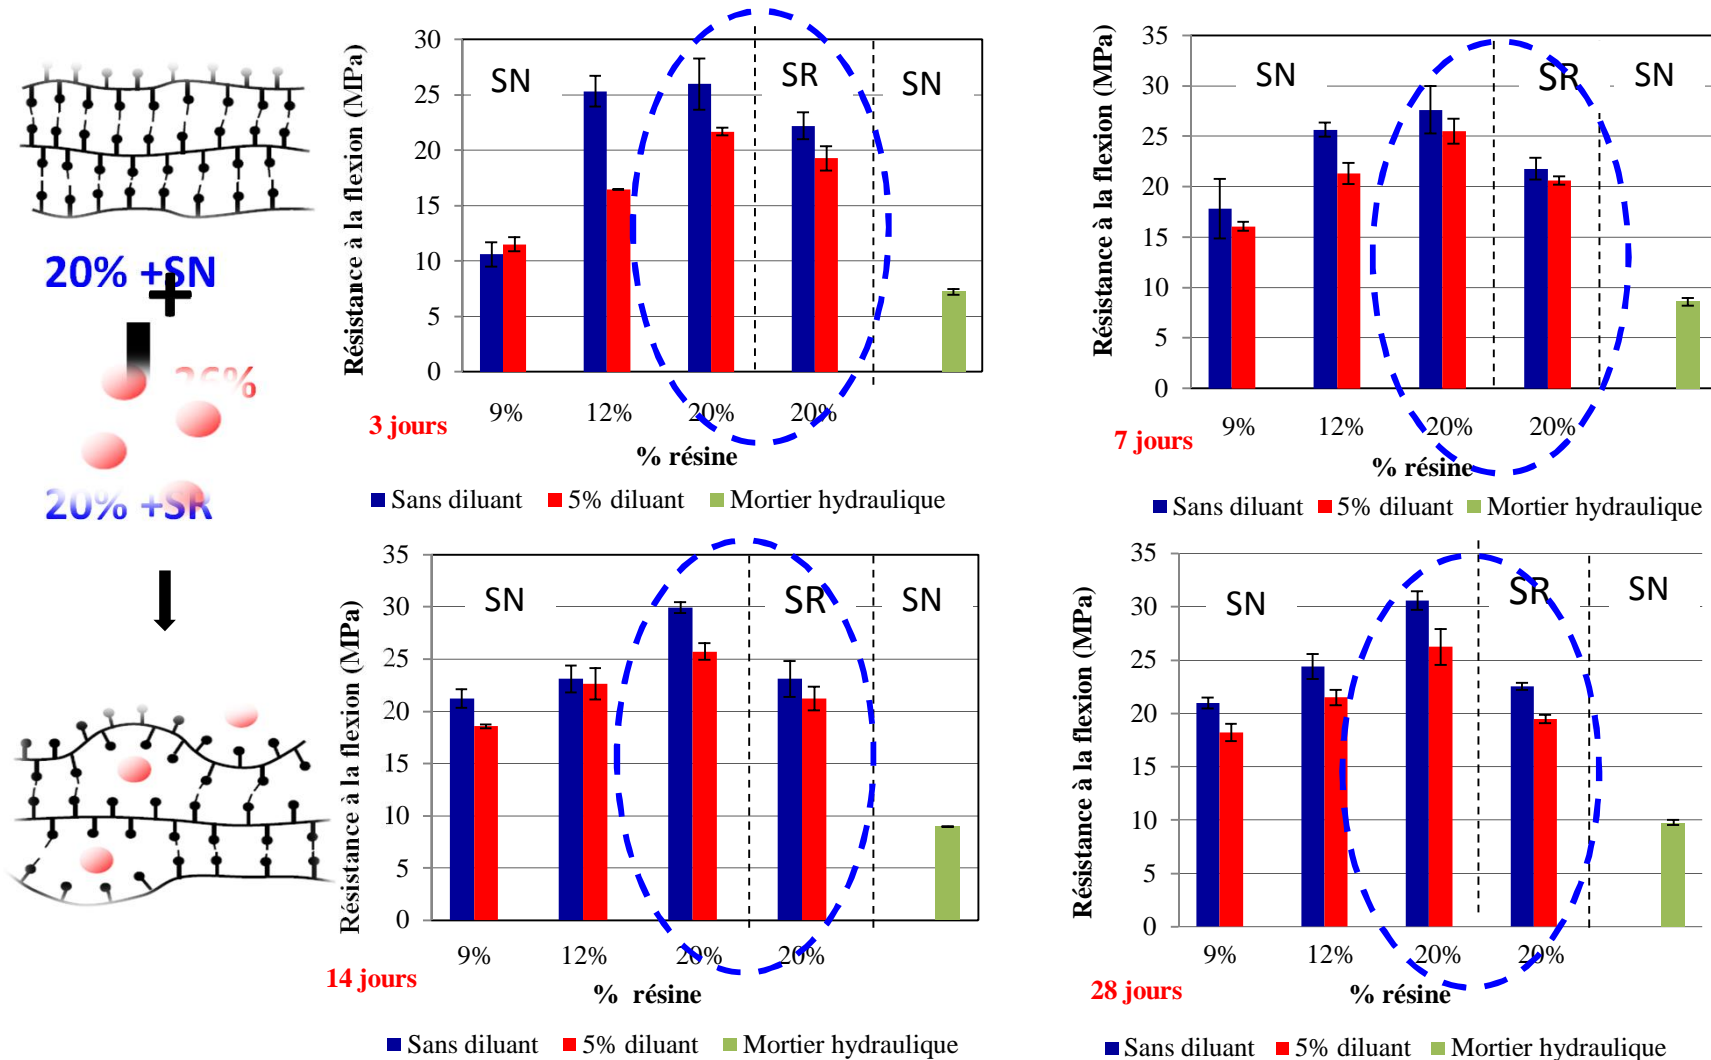 20% +SN
+
26%
20% +SR
Résistance à la flexion (MPa)
30
25
20
15
10
5
0
SN
SR
SN
9%
12%
20%
20%
3 jours
% résine
Sans diluant
5% diluant
Mortier hydraulique
Résistance à la flexion (MPa)
35
30
25
20
15
10
5
0
SN
SR
SN
9%
12%
20%
20%
7 jours
% résine
Sans diluant
5% diluant
Mortier hydraulique
Résistance à la flexion (MPa)
35
30
25
20
15
10
5
0
SN
SR
SN
9%
12%
20%
20%
14 jours
% résine
Sans diluant
5% diluant
Mortier hydraulique
Résistance à la flexion (MPa)
35
30
25
20
15
10
5
0
SN
SR
SN
9%
12%
20%
20%
28 jours
% résine
Sans diluant
5% diluant
Mortier hydraulique